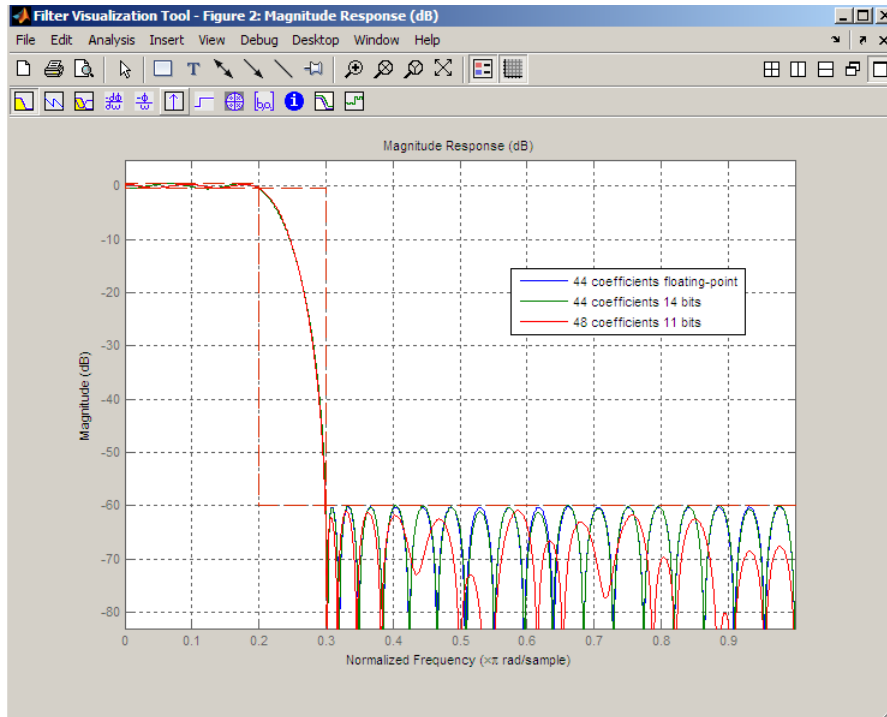 Filter Visualization Tool - Figure 2: Magnitude Response (dB)
File Edit Analysis Insert View Debug Desktop Window Help
T
[b,a]
i
Magnitude Response (dB)
0
-10
-20
-30
-40
-50
-60
-70
-80
Magnitude (dB)
44 coefficients floating-point
44 coefficients 14 bits
48 coefficients 11 bits
0 0.1 0.2 0.3 0.4 0.5 0.6 0.7 0.8 0.9
Normalized Frequency (×π rad/sample)